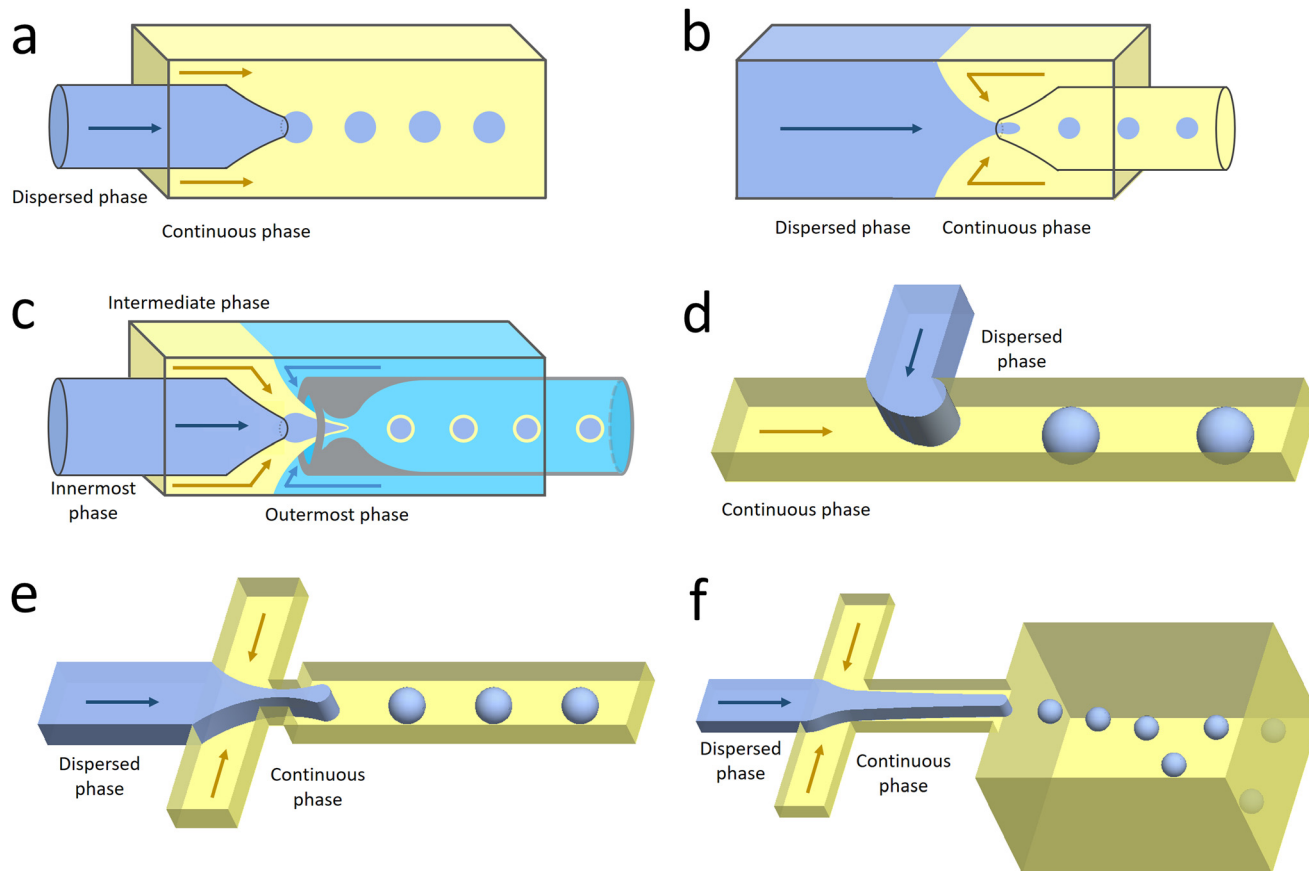 a
Dispersed phase
Continuous phase
b
Dispersed phase
Continuous phase
c
Intermediate phase
Innermost
phase
Outermost phase
d
Dispersed
phase
Continuous phase
e
Dispersed
phase
Continuous
phase
f
Dispersed
phase
Continuous
phase